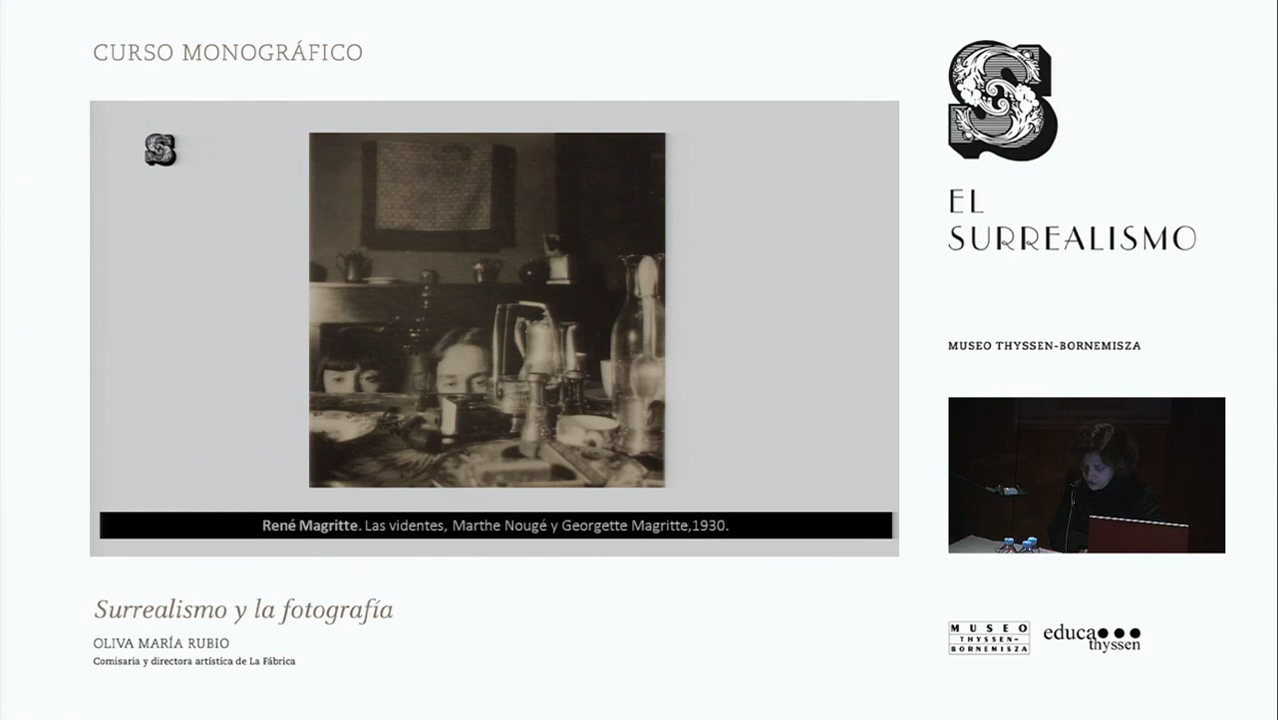 CURSO MONOGRÁFICO
S
S
EL
SURREALISMO
MUSEO THYSSEN-BORNEMISZA
René Magritte. Las videntes, Marthe Nougé y Georgette Magritte,1930.
Surrealismo y la fotografía
OLIVA MARÍA RUBIO
Comisaria y directora artística de La Fábrica
MUSEO
THYSSEN-
BORNEMISZA
educa
thyssen